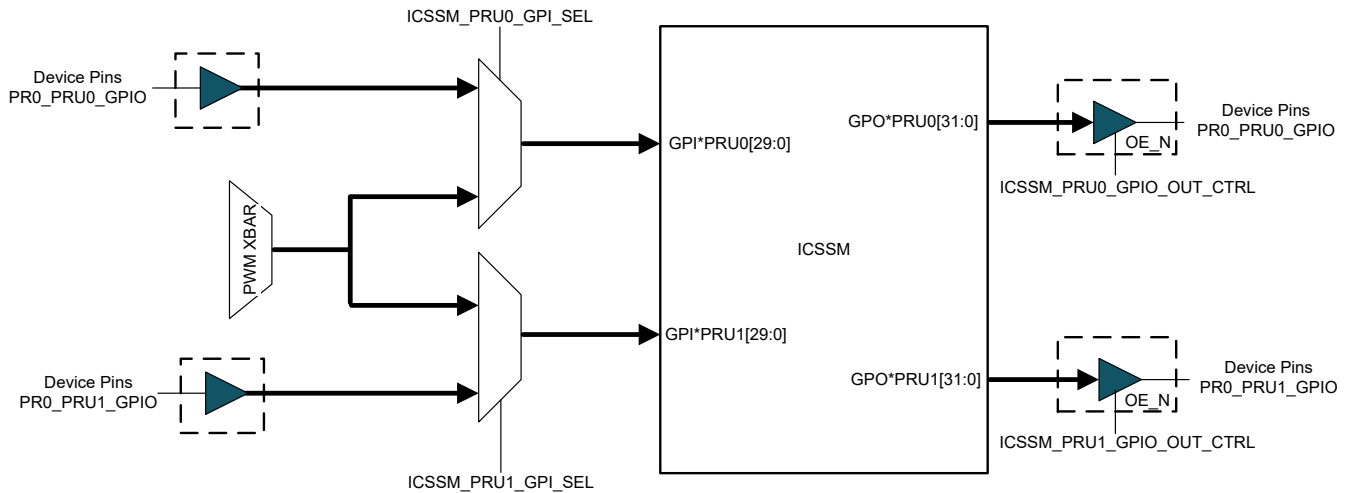 ICSSM_PRU0_GPI_SEL
Device Pins
PR0_PRU0_GPIO
GPI*PRU0[29:0]
GPO*PRU0[31:0]
OE_N
Device Pins
PR0_PRU0_GPIO
ICSSM_PRU0_GPIO_OUT_CTRL
PWM XBAR
ICSSM
GPI*PRU1[29:0]
Device Pins
PR0_PRU1_GPIO
GPO*PRU1[31:0]
OE_N
Device Pins
PR0_PRU1_GPIO
ICSSM_PRU1_GPIO_OUT_CTRL
ICSSM_PRU1_GPI_SEL